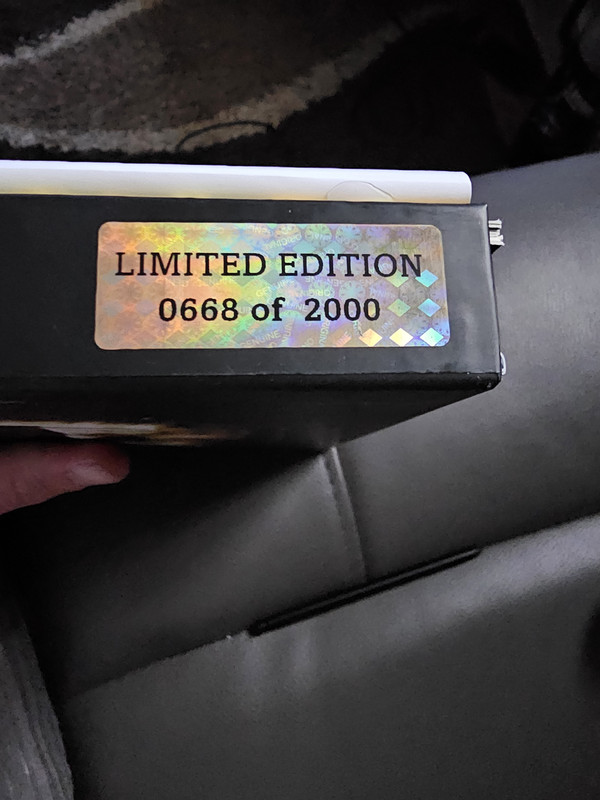 LIMITED EDITION
0668 of 2000